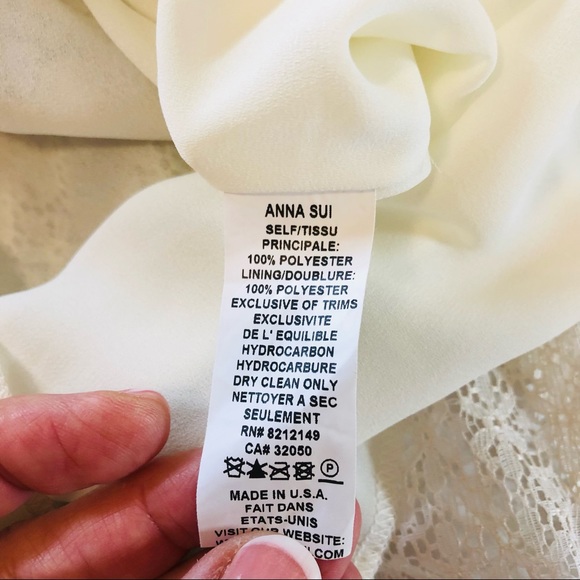 ANNA SUI
SELF/TISSU
PRINCIPALE:
100% POLYESTER
LINING/DOUBLURE:
100% POLYESTER
EXCLUSIVE OF TRIMS
EXCLUSIVITE
DE L' EQUILIBLE
HYDROCARBON
HYDROCARBURE
DRY CLEAN ONLY
NETTOYER A SEC
SEULEMENT
RN# 8212149
CA# 32050
P
MADE IN U.S.A.
FAIT DANS
ETATS-UNIS
VISIT OUR WEBSITE: